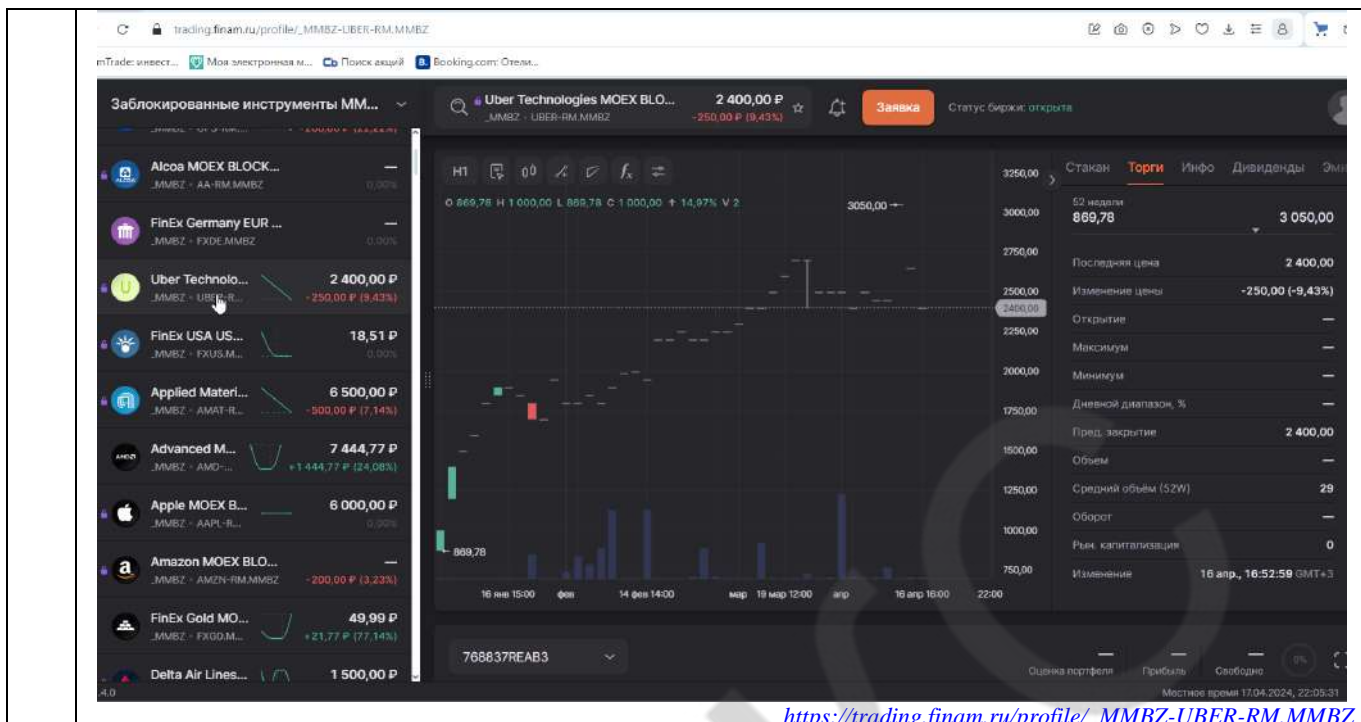 trading.finam.ru/profile/_MMBZ-UBER-RM.MMBZ
mTrade: инвест... Моя электронная м... Cb Поиск акций B. Booking.com: Отели...
Заблокированные инструменты ММ...
Uber Technologies MOEX BLO... 2 400,00 ₽
_MMBZ · UBER-RM.MMBZ -250,00 ₽ (9,43%)
Заявка
Статус биржи: открыта
Alcoa MOEX BLOCK... —
_MMBZ · AA-RM.MMBZ 0,00%
FinEx Germany EUR ... —
_MMBZ · FXDE.MMBZ 0,00%
Uber Technolo... 2 400,00 ₽
_MMBZ · UBER-R... -250,00 ₽ (9,43%)
FinEx USA US... 18,51 ₽
_MMBZ · FXUS.M... 0,00%
Applied Materi... 6 500,00 ₽
_MMBZ · AMAT-R... -500,00 ₽ (7,14%)
Advanced M... 7 444,77 ₽
_MMBZ · AMD-... +1 444,77 ₽ (24,08%)
Apple MOEX B... 6 000,00 ₽
_MMBZ · AAPL-R... 0,00%
Amazon MOEX BLO... —
_MMBZ · AMZN-RM.MMBZ -200,00 ₽ (3,23%)
FinEx Gold MO... 49,99 ₽
_MMBZ · FXGD.M... +21,77 ₽ (77,14%)
Delta Air Lines... 1 500,00 ₽
.4.0
H1
O 869,78 H 1 000,00 L 869,78 C 1 000,00 + 14,97% V 2
3050,00
869,78
3250,00
3000,00
2750,00
2500,00
2400,00
2250,00
2000,00
1750,00
1500,00
1250,00
1000,00
750,00
16 янв 15:00 фев 14 фев 14:00 мар 19 мар 12:00 апр 16 апр 16:00 22:00
Стакан Торги Инфо Дивиденды Эми
52 недели
869,78 3 050,00
Последняя цена 2 400,00
Изменение цены -250,00 (-9,43%)
Открытие —
Максимум —
Минимум —
Дневной диапазон, % —
Пред. закрытие 2 400,00
Объем —
Средний объём (52W) 29
Оборот —
Рын. капитализация 0
Изменение 16 апр., 16:52:59 GMT+3
768837REAB3
Оценка портфеля Прибыль Свободно 0%
Местное время 17.04.2024, 22:05:31
https://trading.finam.ru/profile/_MMBZ-UBER-RM.MMBZ